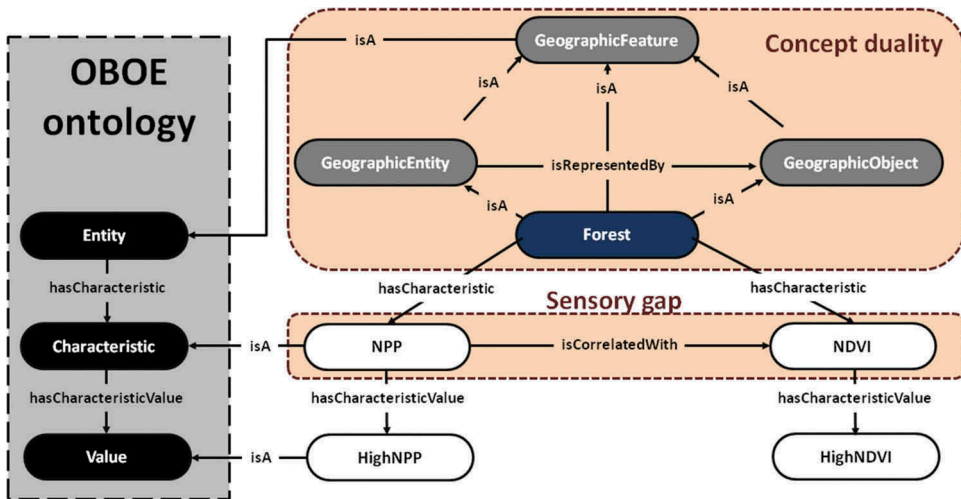 isA
GeographicFeature
Concept duality
OBOE
ontology
isA
isA
isA
GeographicEntity
isRepresentedBy
GeographicObject
isA
isA
Entity
Forest
hasCharacteristic
hasCharacteristic
hasCharacteristic
Sensory gap
Characteristic
isA
NPP
isCorrelatedWith
NDVI
hasCharacteristicValue
hasCharacteristicValue
hasCharacteristicValue
Value
isA
HighNPP
HighNDVI